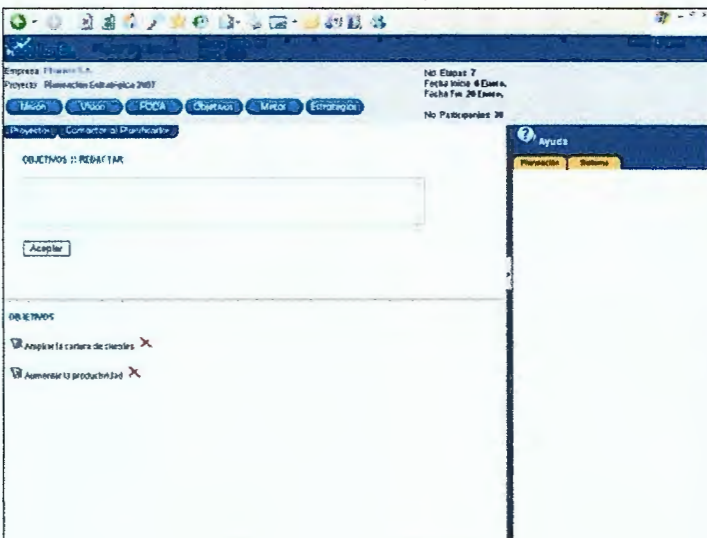 Empresa
Proyecto Planeación Estratégica 2007
No Etapas 7
Fecha Inicio 6 Enero,
Fecha Fin 20 Enero,
No Participantes 20
Misión Visión FODA Objetivos Metas Estrategias
Proyectos Contactar al Planificador
Ayuda
Planeación Sistema
OBJETIVOS :: REDACTAR
Aceptar
OBJETIVOS
Ampliar la cartera de clientes
Aumentar la productividad